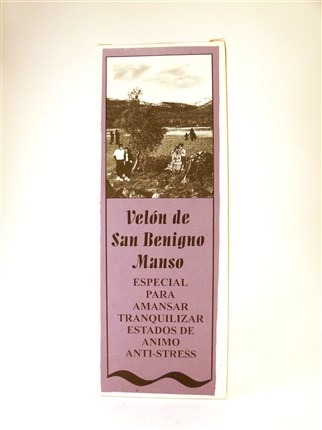 Velón de
San Benigno
Manso
ESPECIAL
PARA
AMANSAR
TRANQUILIZAR
ESTADOS DE
ANIMO
ANTI-STRESS